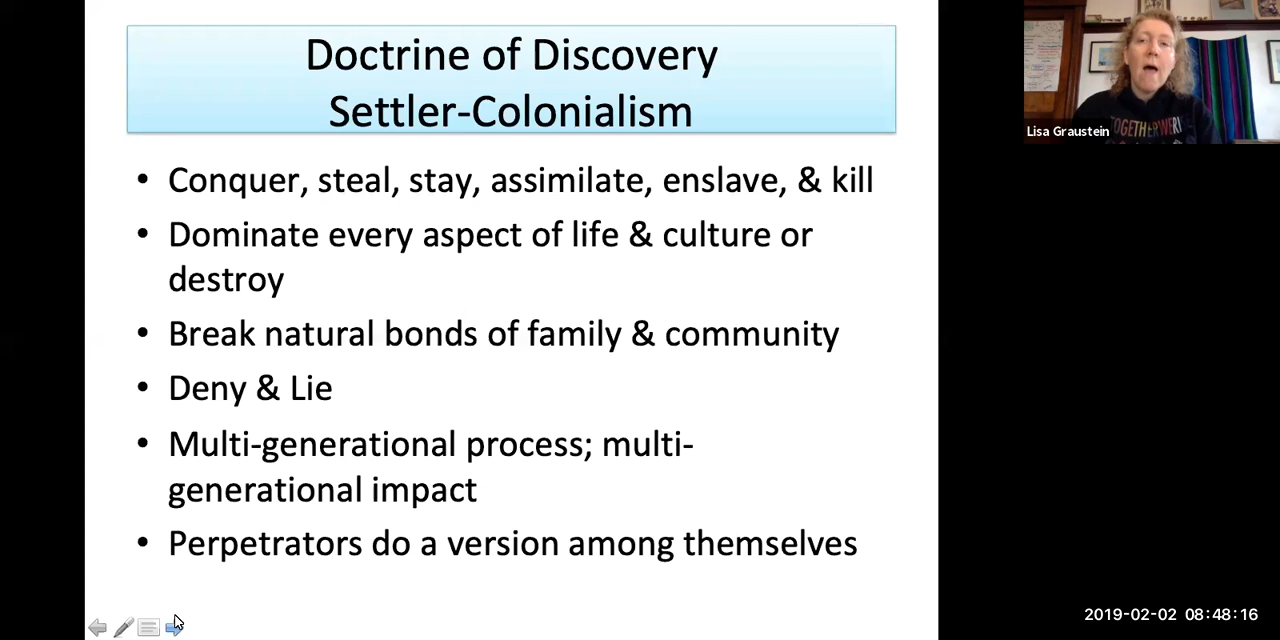 Doctrine of Discovery
Settler-Colonialism
• Conquer, steal, stay, assimilate, enslave, & kill
• Dominate every aspect of life & culture or
destroy
• Break natural bonds of family & community
• Deny & Lie
• Multi-generational process; multi-
generational impact
• Perpetrators do a version among themselves
TOGETHERWERI
Lisa Graustein
2019-02-02 08:48:16